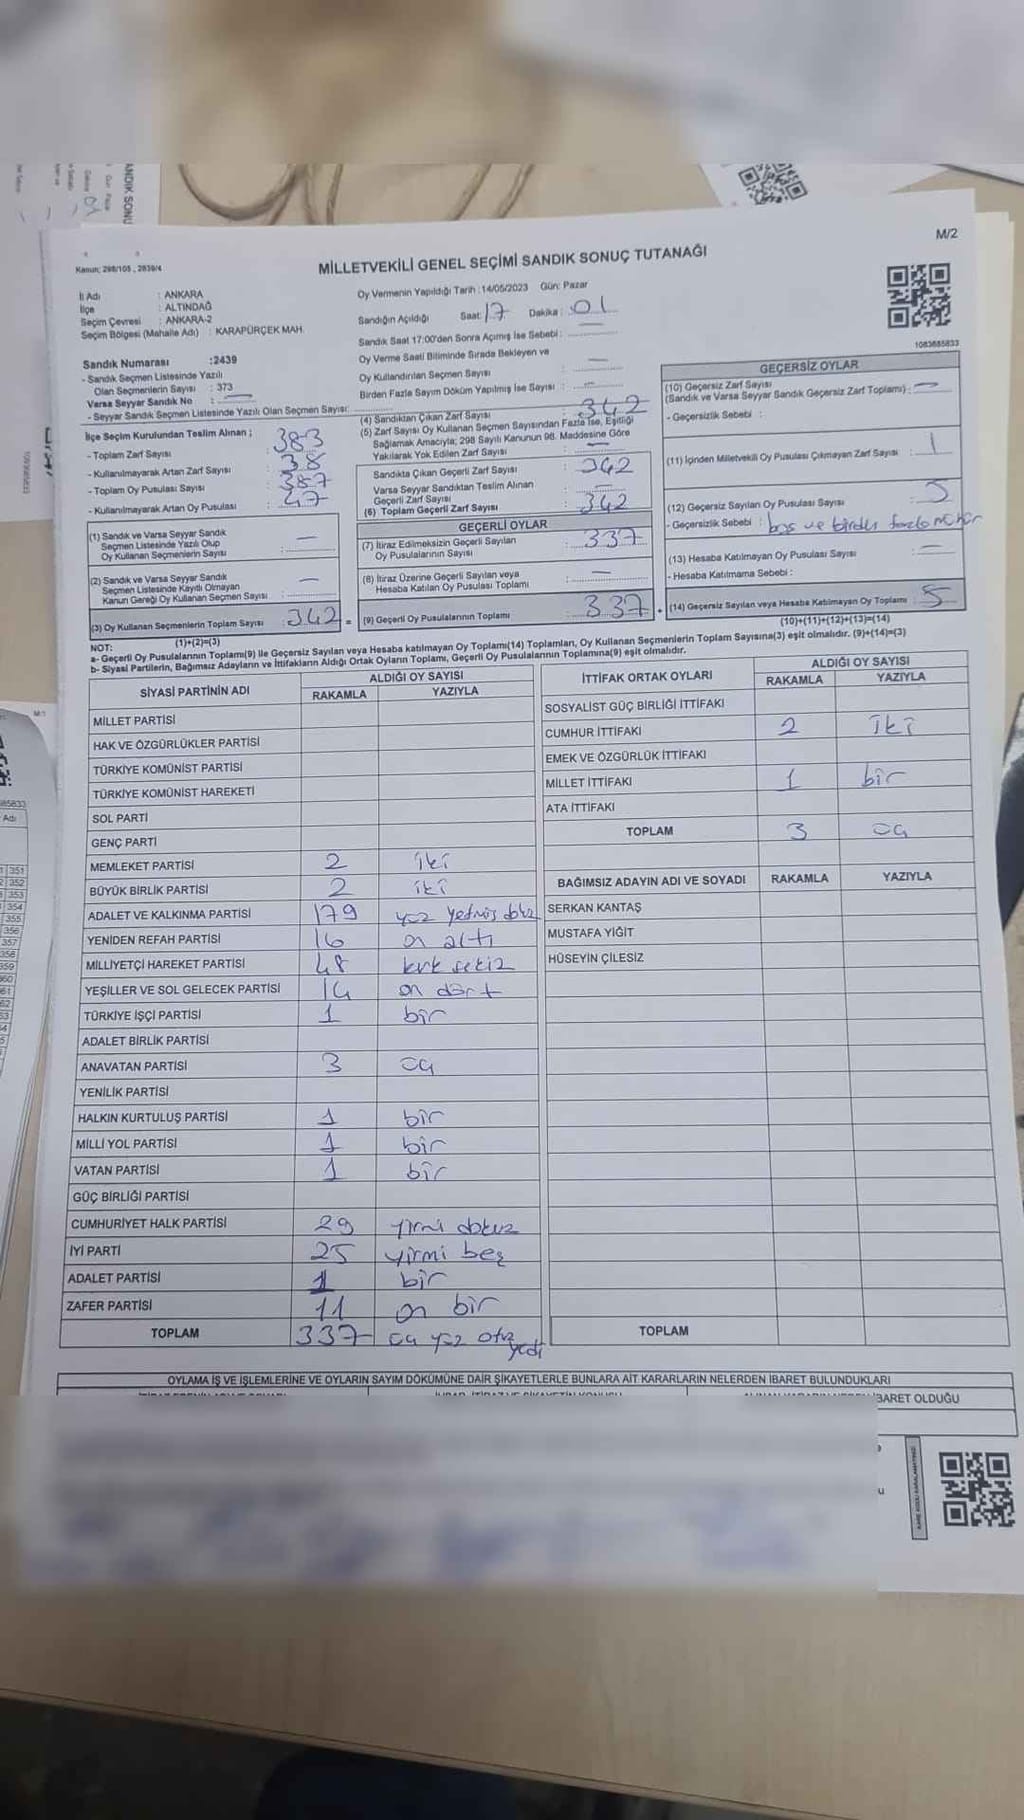 M/2
Kanun: 298/105 , 2839/4
MİLLETVEKİLİ GENEL SEÇİMİ SANDIK SONUÇ TUTANAĞI
İl Adı : ANKARA
İlçe : ALTINDAĞ
Seçim Çevresi : ANKARA-2
Seçim Bölgesi (Mahalle Adı) : KARAPÜRÇEK MAH.
Sandık Numarası :2439
- Sandık Seçmen Listesinde Yazılı
Olan Seçmenlerin Sayısı : 373
Varsa Seyyar Sandık No : —
- Seyyar Sandık Seçmen Listesinde Yazılı Olan Seçmen Sayısı:
İlçe Seçim Kurulundan Teslim Alınan ;
- Toplam Zarf Sayısı : 383
- Kullanılmayarak Artan Zarf Sayısı : 38
- Toplam Oy Pusulası Sayısı : 387
- Kullanılmayarak Artan Oy Pusulası : 47
(1) Sandık ve Varsa Seyyar Sandık
Seçmen Listesinde Yazılı Olup
Oy Kullanan Seçmenlerin Sayısı : —
(2) Sandık ve Varsa Seyyar Sandık
Seçmen Listesinde Kayıtlı Olmayan
Kanun Gereği Oy Kullanan Seçmen Sayısı : —
(3) Oy Kullanan Seçmenlerin Toplam Sayısı : 342
(1)+(2)=(3)
Oy Vermenin Yapıldığı Tarih :14/05/2023 Gün: Pazar
Sandığın Açıldığı Saat: 17 Dakika : 01
Sandık Saat 17:00'den Sonra Açılmış İse Sebebi : —
Oy Verme Saati Bitiminde Sırada Bekleyen ve
Oy Kullandırılan Seçmen Sayısı : —
Birden Fazla Sayım Döküm Yapılmış İse Sayısı : —
(4) Sandıktan Çıkan Zarf Sayısı : 342
(5) Zarf Sayısı Oy Kullanan Seçmen Sayısından Fazla İse, Eşitliği
Sağlamak Amacıyla; 298 Sayılı Kanunun 98. Maddesine Göre
Yakılarak Yok Edilen Zarf Sayısı : —
Sandıkta Çıkan Geçerli Zarf Sayısı : 342
Varsa Seyyar Sandıktan Teslim Alınan
Geçerli Zarf Sayısı : —
(6) Toplam Geçerli Zarf Sayısı : 342
GEÇERLİ OYLAR
(7) İtiraz Edilmeksizin Geçerli Sayılan
Oy Pusulalarının Sayısı : 337
(8) İtiraz Üzerine Geçerli Sayılan veya
Hesaba Katılan Oy Pusulası Toplamı : —
(9) Geçerli Oy Pusulalarının Toplamı : 337
1083685833
GEÇERSİZ OYLAR
(10) Geçersiz Zarf Sayısı
(Sandık ve Varsa Seyyar Sandık Geçersiz Zarf Toplamı) : —
- Geçersizlik Sebebi :
(11) İçinden Milletvekili Oy Pusulası Çıkmayan Zarf Sayısı : 1
(12) Geçersiz Sayılan Oy Pusulası Sayısı : 5
- Geçersizlik Sebebi : boş ve birden fazla mühür
(13) Hesaba Katılmayan Oy Pusulası Sayısı : —
- Hesaba Katılmama Sebebi :
(14) Geçersiz Sayılan veya Hesaba Katılmayan Oy Toplamı : 5
(10)+(11)+(12)+(13)=(14)
NOT:
a- Geçerli Oy Pusulalarının Toplamı(9) ile Geçersiz Sayılan veya Hesaba katılmayan Oy Toplamı(14) Toplamları, Oy Kullanan Seçmenlerin Toplam Sayısına(3) eşit olmalıdır. (9)+(14)=(3)
b- Siyasi Partilerin, Bağımsız Adayların ve İttifakların Aldığı Ortak Oyların Toplamı, Geçerli Oy Pusulalarının Toplamına(9) eşit olmalıdır.
SİYASİ PARTİNİN ADI ALDIĞI OY SAYISI
RAKAMLA YAZIYLA
MİLLET PARTİSİ
HAK VE ÖZGÜRLÜKLER PARTİSİ
TÜRKİYE KOMÜNİST PARTİSİ
TÜRKİYE KOMÜNİST HAREKETİ
SOL PARTİ
GENÇ PARTİ
MEMLEKET PARTİSİ 2 iki
BÜYÜK BİRLİK PARTİSİ 2 iki
ADALET VE KALKINMA PARTİSİ 179 yüz yetmiş dokuz
YENİDEN REFAH PARTİSİ 16 on altı
MİLLİYETÇİ HAREKET PARTİSİ 48 kırk sekiz
YEŞİLLER VE SOL GELECEK PARTİSİ 14 on dört
TÜRKİYE İŞÇİ PARTİSİ 1 bir
ADALET BİRLİK PARTİSİ
ANAVATAN PARTİSİ 3 üç
YENİLİK PARTİSİ
HALKIN KURTULUŞ PARTİSİ 1 bir
MİLLİ YOL PARTİSİ 1 bir
VATAN PARTİSİ 1 bir
GÜÇ BİRLİĞİ PARTİSİ
CUMHURİYET HALK PARTİSİ 29 yirmi dokuz
İYİ PARTİ 25 yirmi beş
ADALET PARTİSİ 1 bir
ZAFER PARTİSİ 11 on bir
TOPLAM 337 üç yüz otuz yedi
İTTİFAK ORTAK OYLARI ALDIĞI OY SAYISI
RAKAMLA YAZIYLA
SOSYALİST GÜÇ BİRLİĞİ İTTİFAKI
CUMHUR İTTİFAKI 2 iki
EMEK VE ÖZGÜRLÜK İTTİFAKI
MİLLET İTTİFAKI 1 bir
ATA İTTİFAKI
TOPLAM 3 üç
BAĞIMSIZ ADAYIN ADI VE SOYADI RAKAMLA YAZIYLA
SERKAN KANTAŞ
MUSTAFA YİĞİT
HÜSEYİN ÇİLESİZ
TOPLAM
OYLAMA İŞ VE İŞLEMLERİNE VE OYLARIN SAYIM DÖKÜMÜNE DAİR ŞİKAYETLERLE BUNLARA AİT KARARLARIN NELERDEN İBARET BULUNDUKLARI
İBARET OLDUĞU